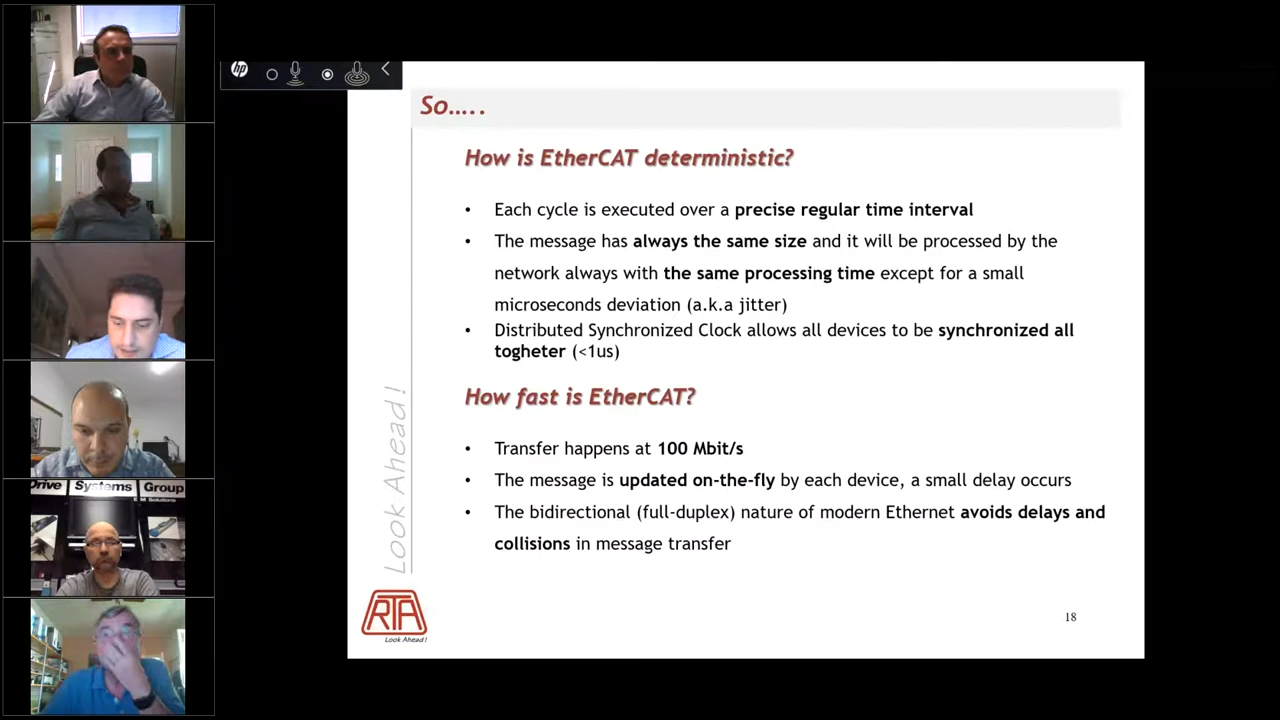 hp
So.....
How is EtherCAT deterministic?
• Each cycle is executed over a precise regular time interval
• The message has always the same size and it will be processed by the
network always with the same processing time except for a small
microseconds deviation (a.k.a jitter)
• Distributed Synchronized Clock allows all devices to be synchronized all
togheter (<1us)
How fast is EtherCAT?
• Transfer happens at 100 Mbit/s
• The message is updated on-the-fly by each device, a small delay occurs
• The bidirectional (full-duplex) nature of modern Ethernet avoids delays and
collisions in message transfer
Look Ahead!
RTA
Look Ahead!
18
Drive Systems Group
Solutions